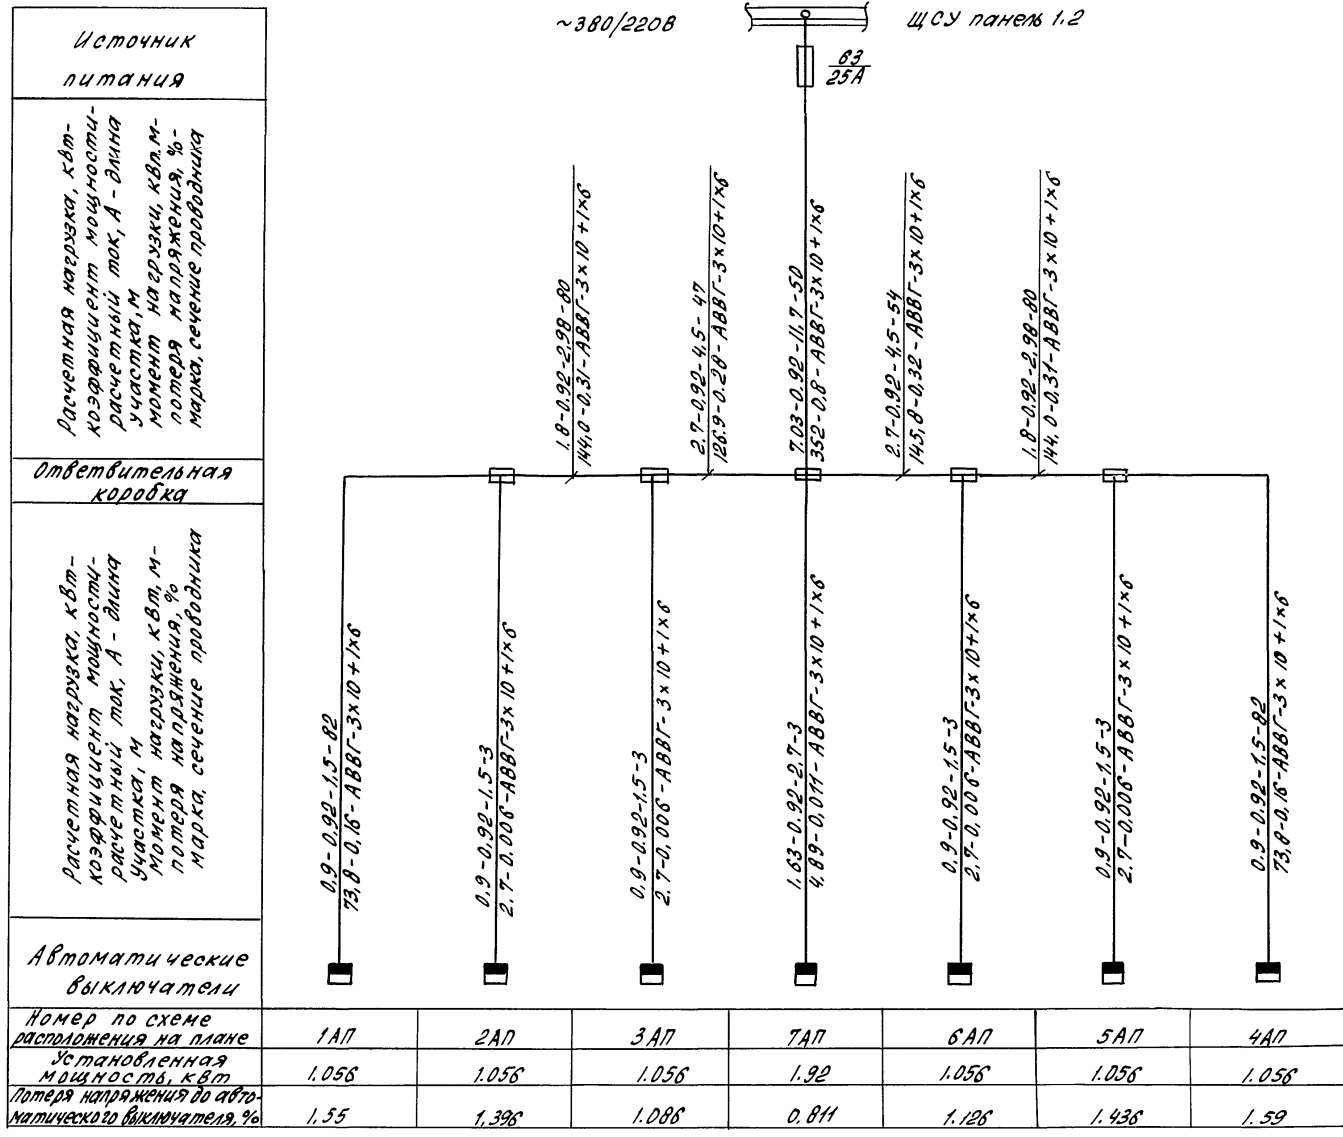 Источник
питания
~380/220В
ЩСУ панель 1.2
63
25А
Расчетная нагрузка, квт-
коэффициент мощности-
расчетный ток, А - длина
участка, м
момент нагрузки, квт.м-
потеря напряжения, %-
марка, сечение проводника
1.8-0.92-2.98-80
144,0-0,31-АВВГ-3х10+1х6
2.7-0,92-4,5-47
126.9-0.28-АВВГ-3х10+1х6
7.03-0.92-11,7-50
352-0,8-АВВГ-3х10+1х6
2.7-0.92-4.5-54
145,8-0,32-АВВГ-3х10+1х6
1.8-0.92-2.98-80
144,0-0.31-АВВГ-3х10+1х6
Ответвительная
коробка
Расчетная нагрузка, квт-
коэффициент мощности-
расчетный ток, А - длина
Участка, м
момент нагрузки, квт, м-
потеря напряжения, %
марка, сечение проводника
0.9-0.92-1.5-82
73,8-0,16-АВВГ-3х10+1х6
0,9-0.92-1.5-3
2.7-0.006-АВВГ-3х10+1х6
0.9-0.92-1.5-3
2.7-0,006-АВВГ-3х10+1х6
1.63-0.92-2.7-3
4,89-0,011-АВВГ-3х10+1х6
0.9-0.92-1.5-3
2.7-0,006-АВВГ-3х10+1х6
0,9-0.92-1.5-3
2.7-0.006-АВВГ-3х10+1х6
0.9-0.92-1.5-82
73,8-0,16-АВВГ-3х10+1х6
Автоматические
выключатели
Номер по схеме
расположения на плане
1АП
2АП
3АП
7АП
6АП
5АП
4АП
Установленная
мощность, кВт
1.056
1.056
1.056
1.92
1.056
1.056
1.056
Потеря напряжения до авто-
матического выключателя, %
1.55
1,396
1.086
0.811
1.126
1.436
1.59